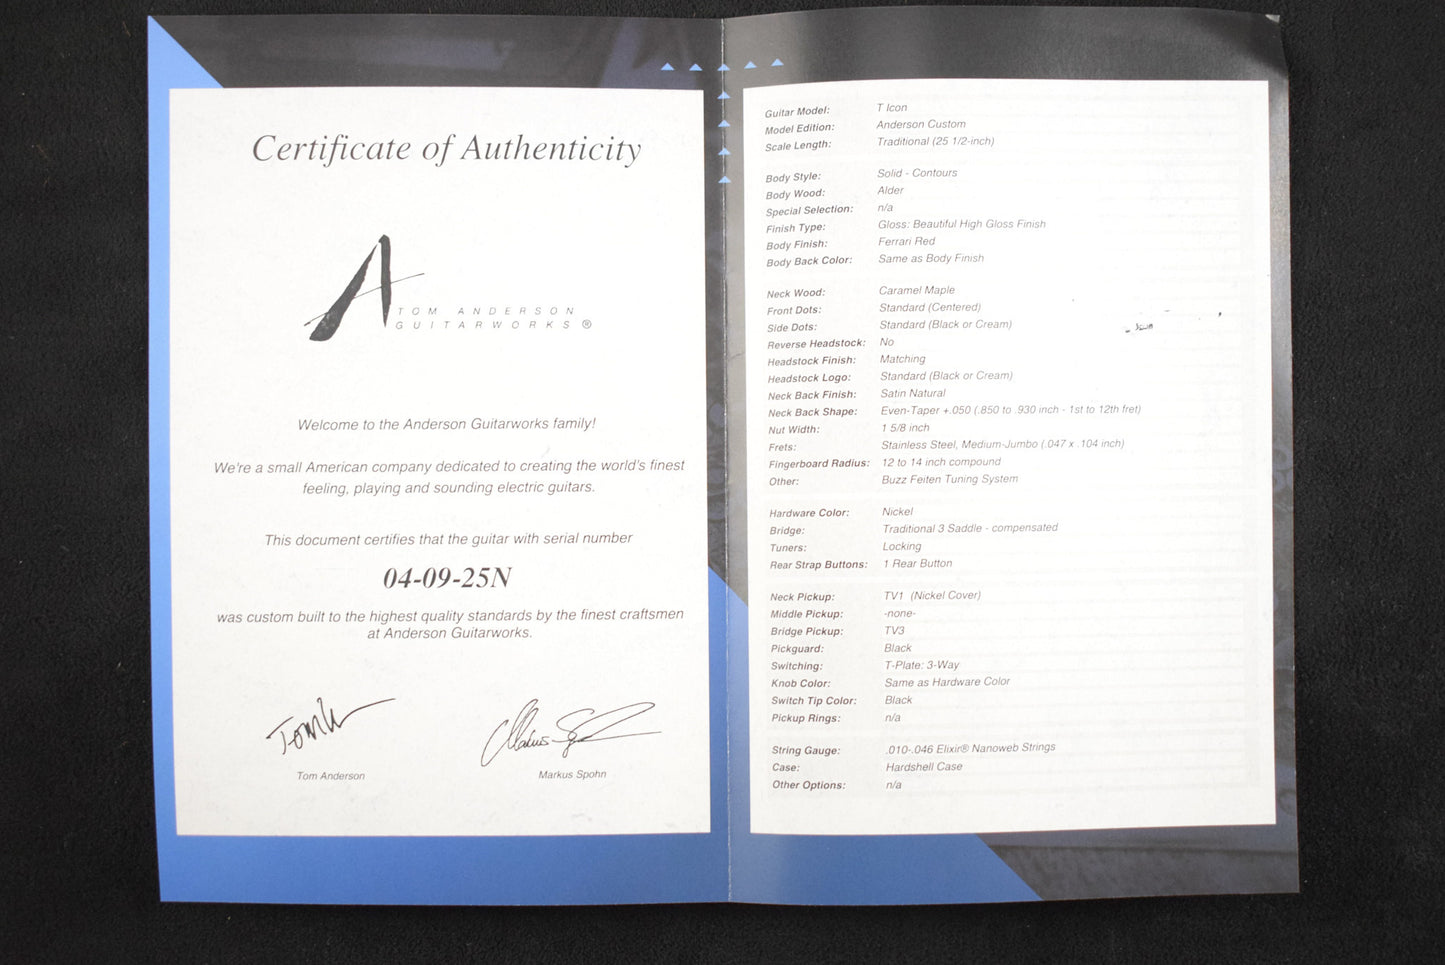 Certificate of Authenticity
TOM ANDERSON
GUITARWORKS®
Welcome to the Anderson Guitarworks family!
We're a small American company dedicated to creating the world's finest
feeling, playing and sounding electric guitars.
This document certifies that the guitar with serial number
04-09-25N
was custom built to the highest quality standards by the finest craftsmen
at Anderson Guitarworks.
Tom Anderson
Markus Spohn
Guitar Model: T Icon
Model Edition: Anderson Custom
Scale Length: Traditional (25 1/2-inch)
Body Style: Solid - Contours
Body Wood: Alder
Special Selection: n/a
Finish Type: Gloss: Beautiful High Gloss Finish
Body Finish: Ferrari Red
Body Back Color: Same as Body Finish
Neck Wood: Caramel Maple
Front Dots: Standard (Centered)
Side Dots: Standard (Black or Cream)
Reverse Headstock: No
Headstock Finish: Matching
Headstock Logo: Standard (Black or Cream)
Neck Back Finish: Satin Natural
Neck Back Shape: Even-Taper +.050 (.850 to .930 inch - 1st to 12th fret)
Nut Width: 1 5/8 inch
Frets: Stainless Steel, Medium-Jumbo (.047 x .104 inch)
Fingerboard Radius: 12 to 14 inch compound
Other: Buzz Feiten Tuning System
Hardware Color: Nickel
Bridge: Traditional 3 Saddle - compensated
Tuners: Locking
Rear Strap Buttons: 1 Rear Button
Neck Pickup: TV1 (Nickel Cover)
Middle Pickup: -none-
Bridge Pickup: TV3
Pickguard: Black
Switching: T-Plate: 3-Way
Knob Color: Same as Hardware Color
Switch Tip Color: Black
Pickup Rings: n/a
String Gauge: .010-.046 Elixir® Nanoweb Strings
Case: Hardshell Case
Other Options: n/a